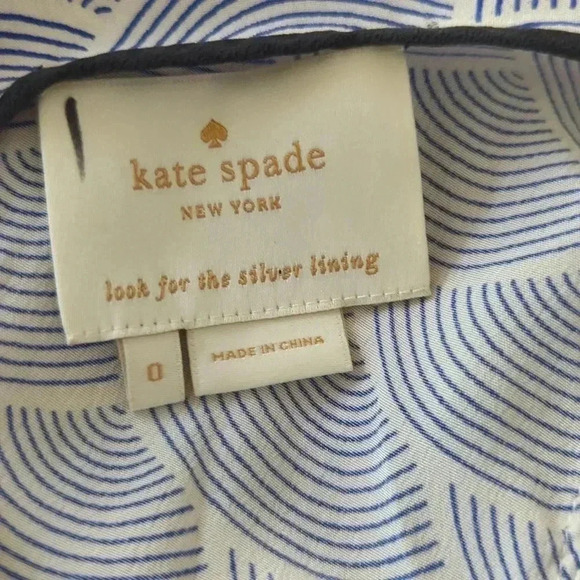 kate spade
NEW YORK
look for the silver lining
0
MADE IN CHINA